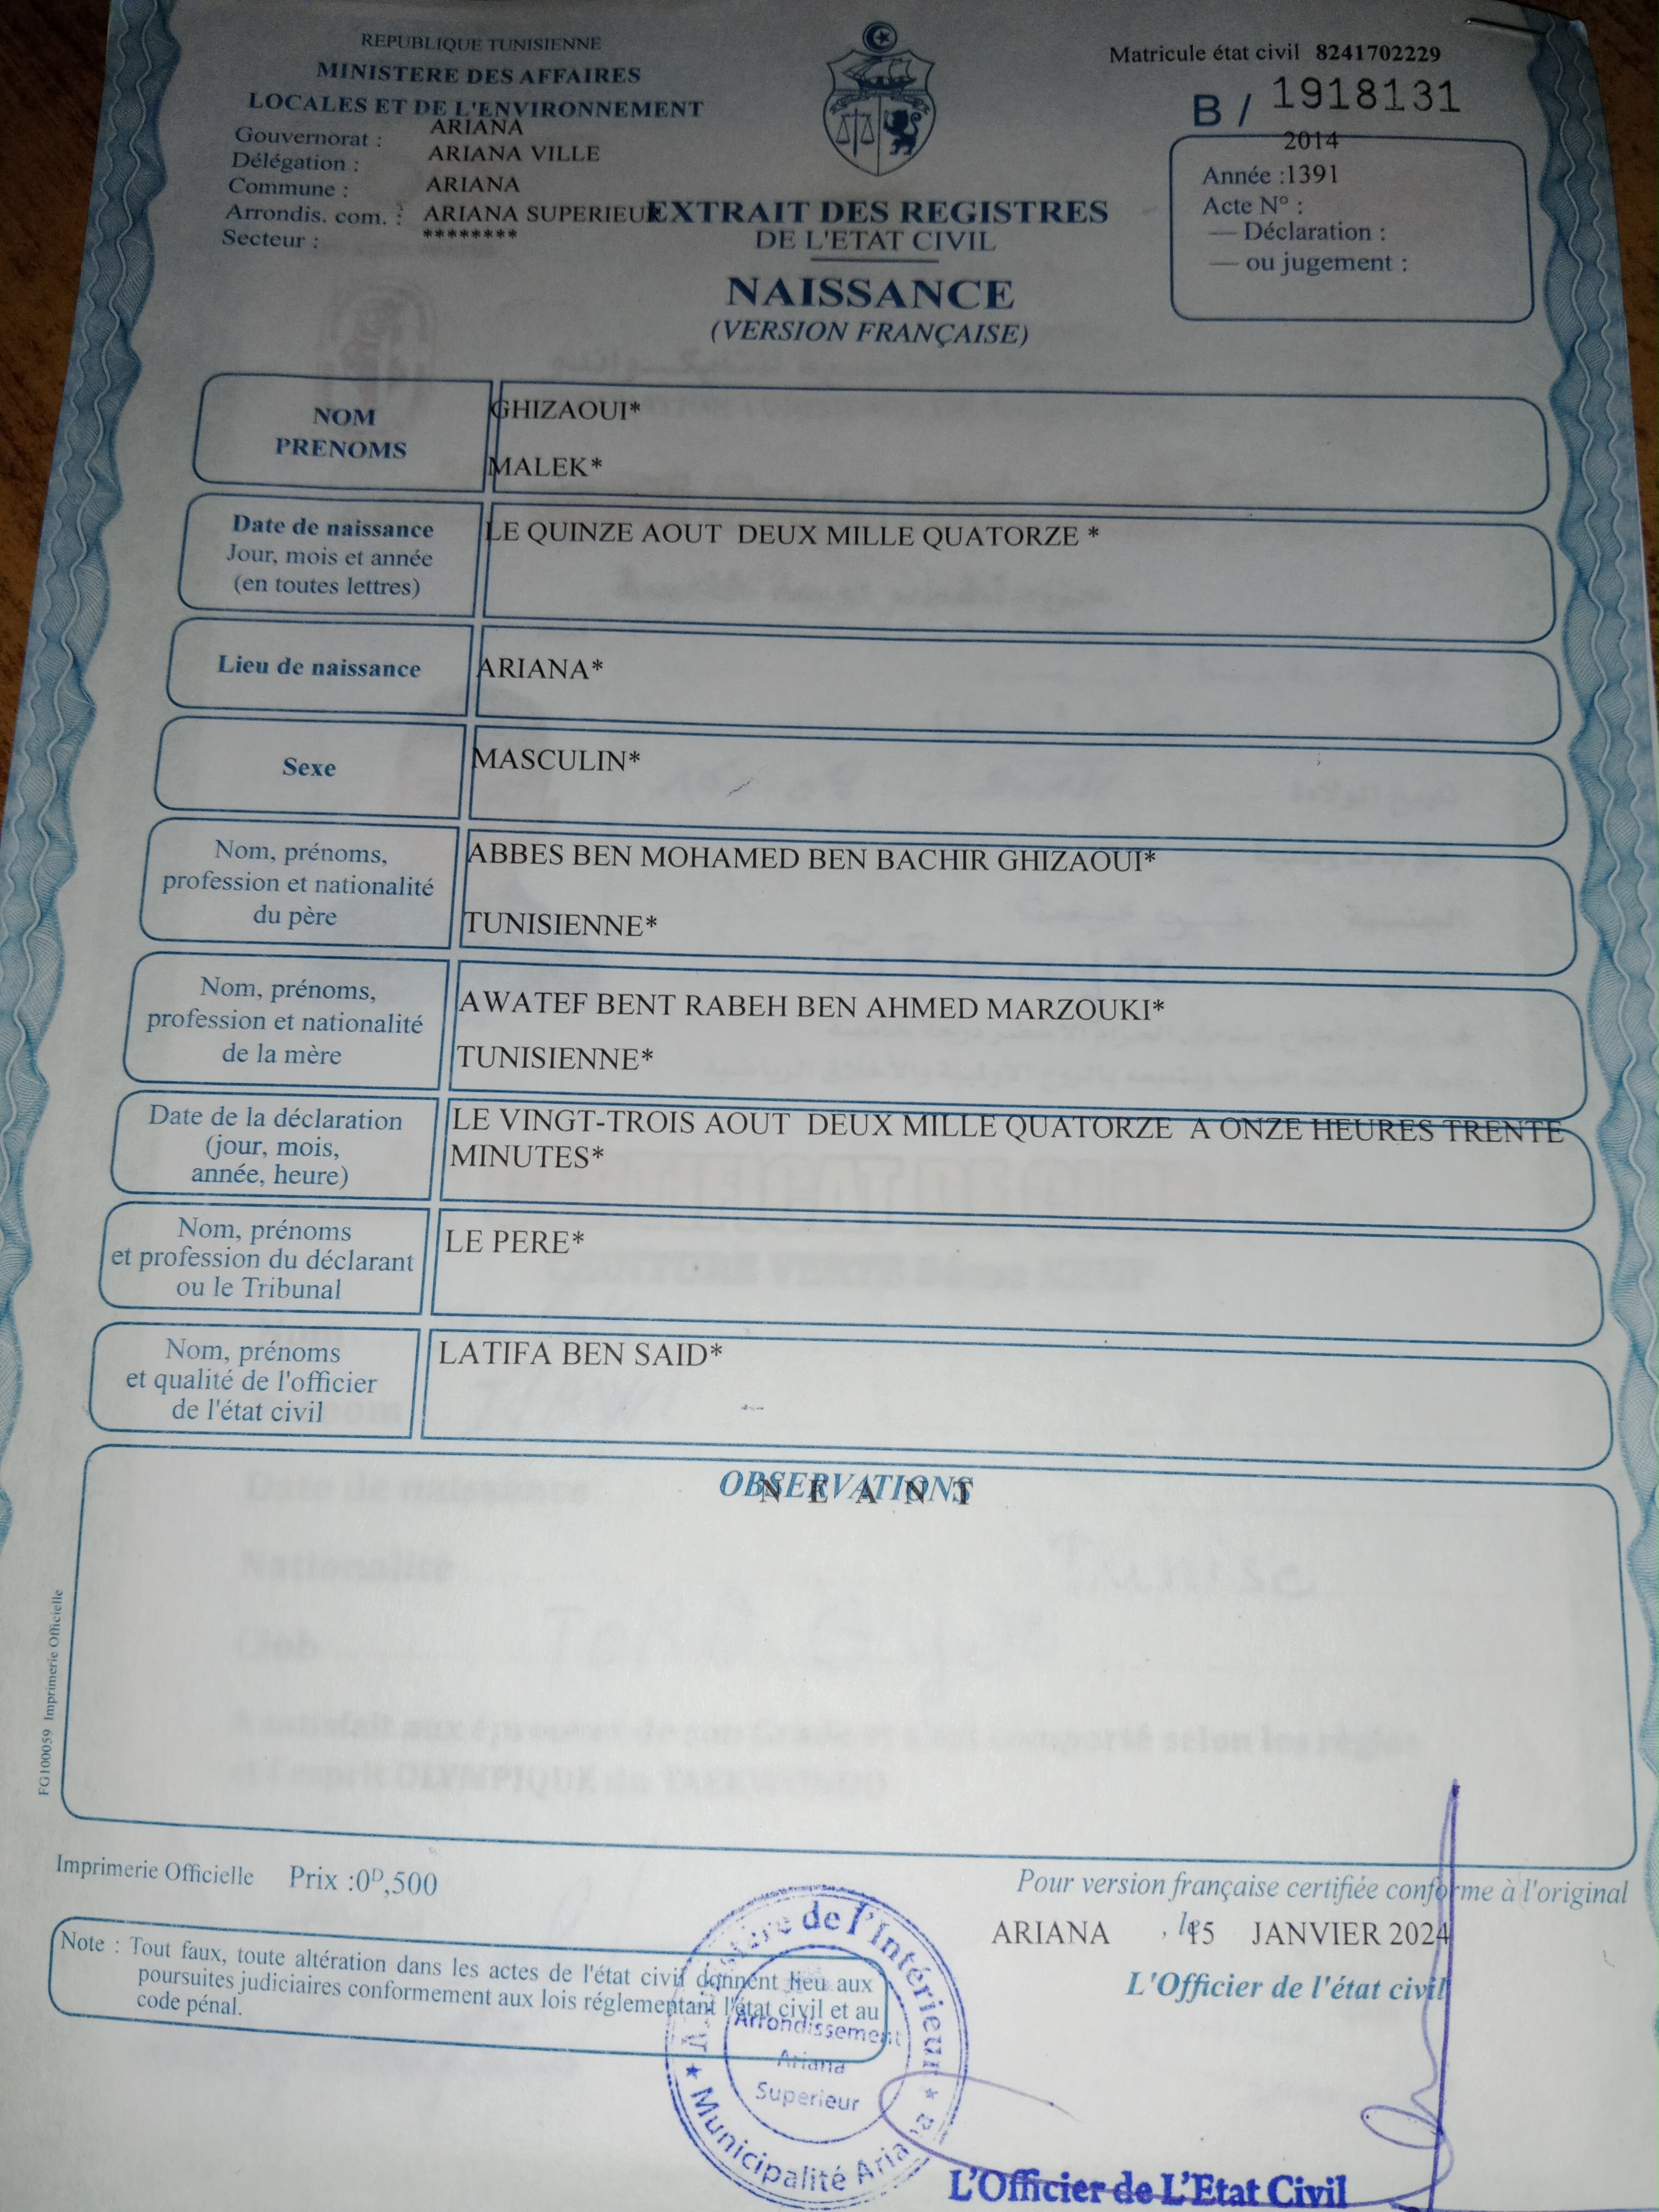 REPUBLIQUE TUNISIENNE
MINISTERE DES AFFAIRES
LOCALES ET DE L'ENVIRONNEMENT
Gouvernorat : ARIANA
Délégation : ARIANA VILLE
Commune : ARIANA
Arrondis. com. : ARIANA SUPERIEUR
Secteur : ********
Matricule état civil 8241702229
B / 1918131
2014
Année :1391
Acte N° :
— Déclaration :
— ou jugement :
EXTRAIT DES REGISTRES
DE L'ETAT CIVIL
NAISSANCE
(VERSION FRANÇAISE)
NOM
PRENOMS
GHIZAOUI*
MALEK*
Date de naissance
Jour, mois et année
(en toutes lettres)
LE QUINZE AOUT DEUX MILLE QUATORZE *
Lieu de naissance
ARIANA*
Sexe
MASCULIN*
Nom, prénoms,
profession et nationalité
du père
ABBES BEN MOHAMED BEN BACHIR GHIZAOUI*
TUNISIENNE*
Nom, prénoms,
profession et nationalité
de la mère
AWATEF BENT RABEH BEN AHMED MARZOUKI*
TUNISIENNE*
Date de la déclaration
(jour, mois,
année, heure)
LE VINGT-TROIS AOUT DEUX MILLE QUATORZE A ONZE HEURES TRENTE
MINUTES*
Nom, prénoms
et profession du déclarant
ou le Tribunal
LE PERE*
Nom, prénoms
et qualité de l'officier
de l'état civil
LATIFA BEN SAID*
OBSERVATIONS
N E A N T
FG100059 Imprimerie Officielle
Imprimerie Officielle Prix :0D,500
Pour version française certifiée conforme à l'original
ARIANA , le 15 JANVIER 2024
L'Officier de l'état civil
Note : Tout faux, toute altération dans les actes de l'état civil donnent lieu aux
poursuites judiciaires conformement aux lois réglementant l'état civil et au
code pénal.
de l'Intérieur
Arrondissement
Ariana
Superieur
Municipalité
L'Officier de L'Etat Civil